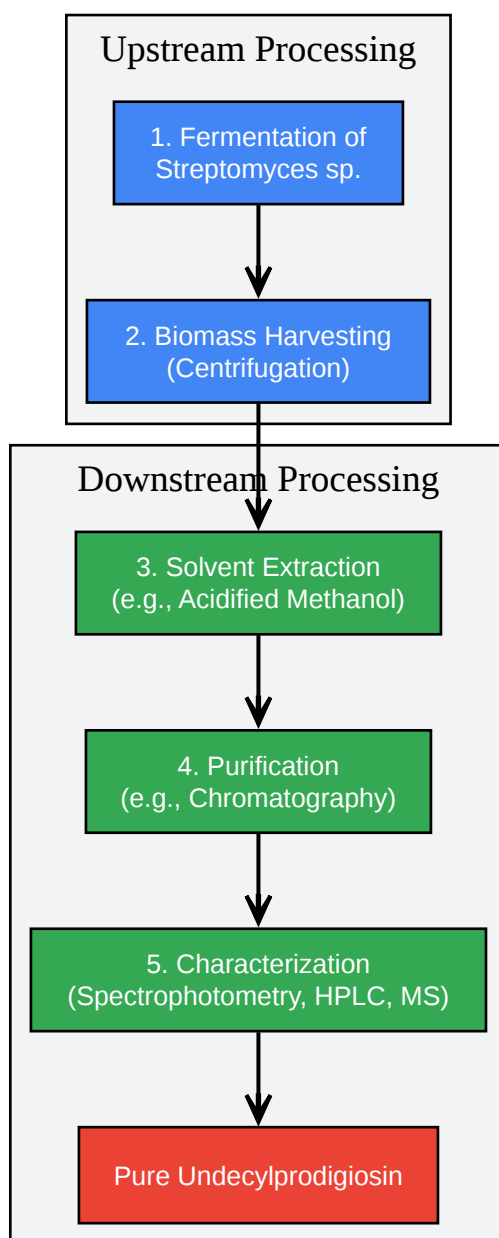 Upstream Processing
1. Fermentation of
Streptomyces sp.
2. Biomass Harvesting
(Centrifugation)
Downstream Processing
3. Solvent Extraction
(e.g., Acidified Methanol)
4. Purification
(e.g., Chromatography)
5. Characterization
(Spectrophotometry, HPLC, MS)
Pure Undecylprodigiosin